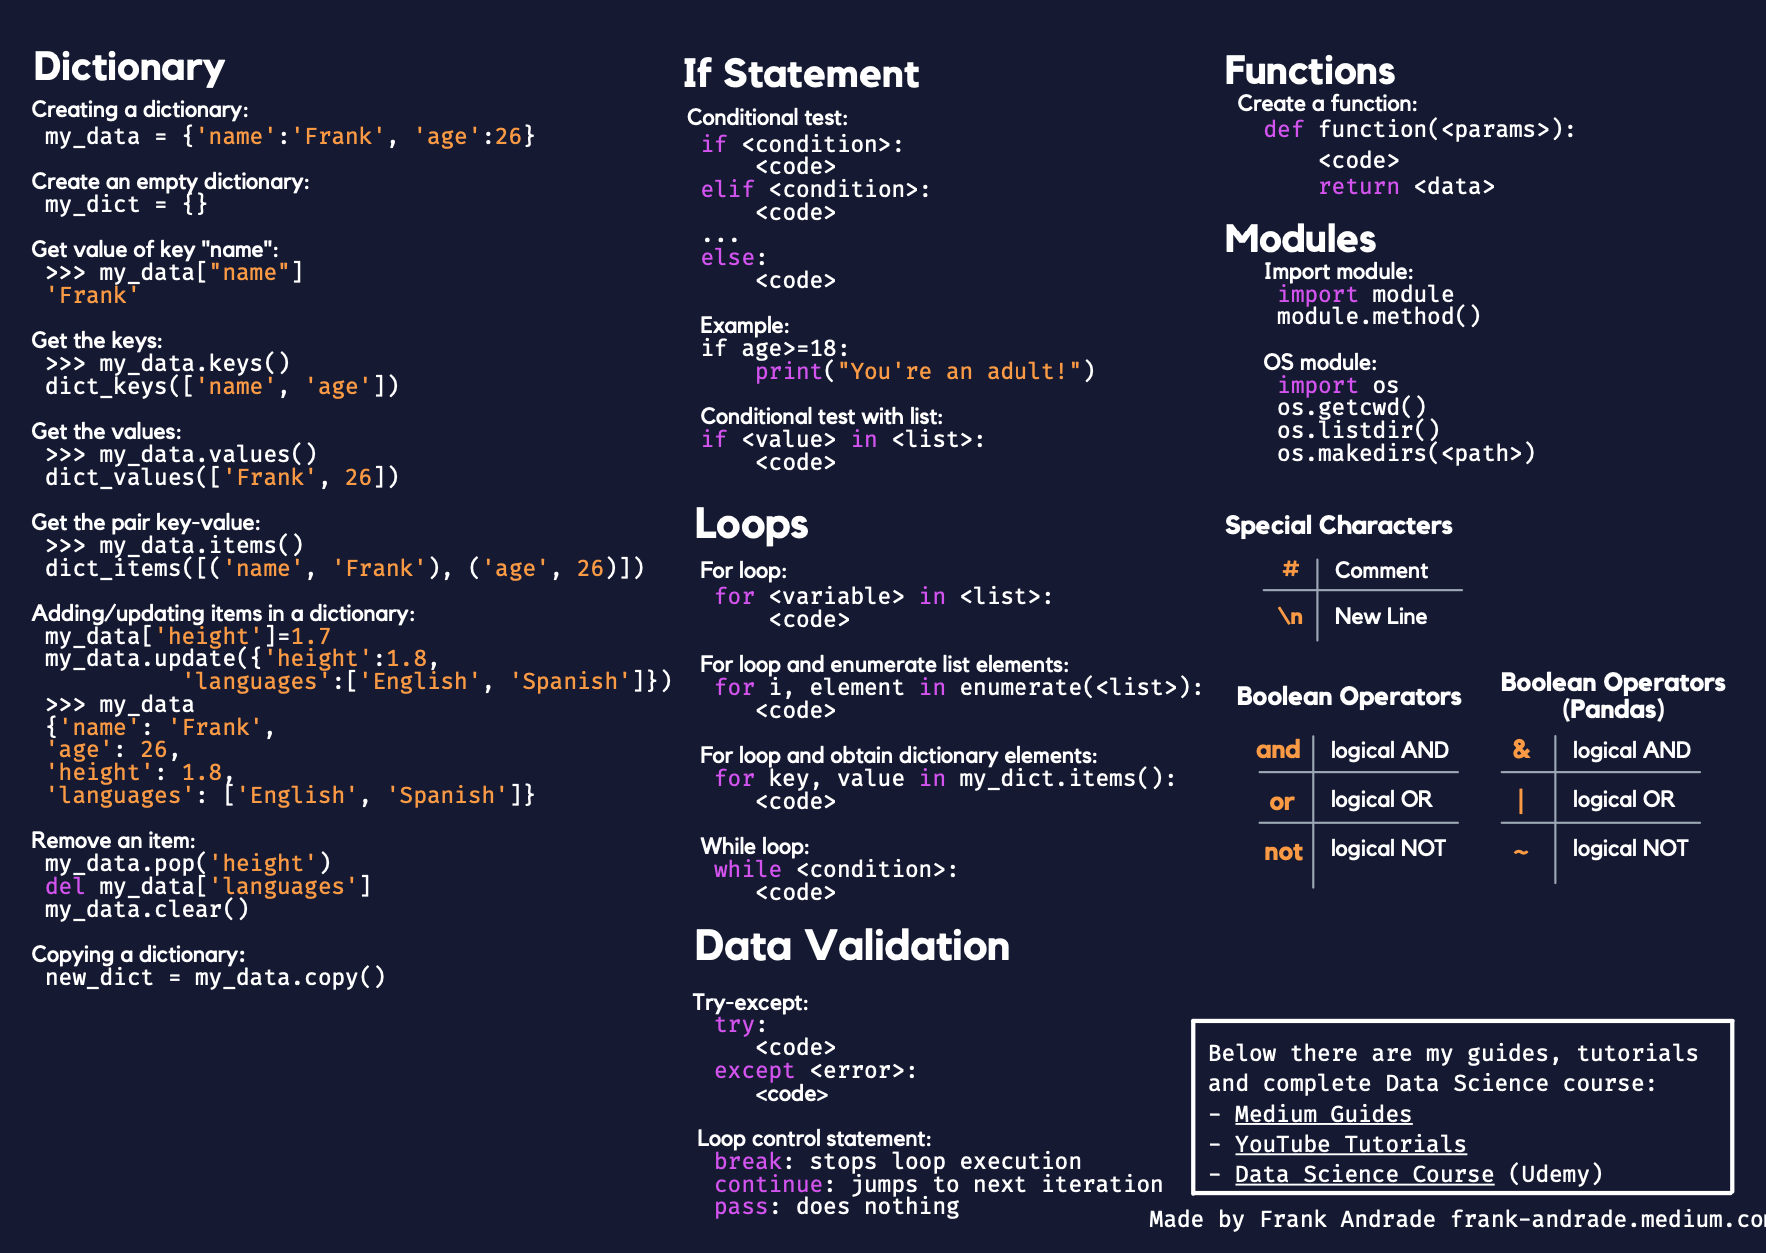 Dictionary
Creating a dictionary:
my_data = {'name':'Frank', 'age':26}
Create an empty dictionary:
my_dict = {}
Get value of key "name":
>>> my_data["name"]
'Frank'
Get the keys:
>>> my_data.keys()
dict_keys(['name', 'age'])
Get the values:
>>> my_data.values()
dict_values(['Frank', 26])
Get the pair key-value:
>>> my_data.items()
dict_items([('name', 'Frank'), ('age', 26)])
Adding/updating items in a dictionary:
my_data['height']=1.7
my_data.update({'height':1.8,
'languages':['English', 'Spanish']})
>>> my_data
{'name': 'Frank',
'age': 26,
'height': 1.8,
'languages': ['English', 'Spanish']}
Remove an item:
my_data.pop('height')
del my_data['languages']
my_data.clear()
Copying a dictionary:
new_dict = my_data.copy()
If Statement
Conditional test:
if <condition>:
<code>
elif <condition>:
<code>
...
else:
<code>
Example:
if age>=18:
print("You're an adult!")
Conditional test with list:
if <value> in <list>:
<code>
Loops
For loop:
for <variable> in <list>:
<code>
For loop and enumerate list elements:
for i, element in enumerate(<list>):
<code>
For loop and obtain dictionary elements:
for key, value in my_dict.items():
<code>
While loop:
while <condition>:
<code>
Data Validation
Try-except:
try:
<code>
except <error>:
<code>
Loop control statement:
break: stops loop execution
continue: jumps to next iteration
pass: does nothing
Functions
Create a function:
def function(<params>):
<code>
return <data>
Modules
Import module:
import module
module.method()
OS module:
import os
os.getcwd()
os.listdir()
os.makedirs(<path>)
Special Characters
# Comment
\n New Line
Boolean Operators
and logical AND
or logical OR
not logical NOT
Boolean Operators
(Pandas)
& logical AND
| logical OR
~ logical NOT
Below there are my guides, tutorials
and complete Data Science course:
- Medium Guides
- YouTube Tutorials
- Data Science Course (Udemy)
Made by Frank Andrade frank-andrade.medium.co